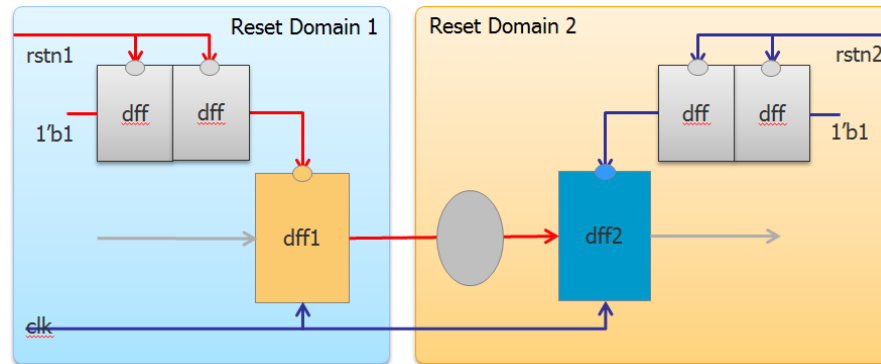 Reset Domain 1
rstn1
dff dff
1'b1
dff1
clk
Reset Domain 2
rstn2
dff dff
1'b1
dff2